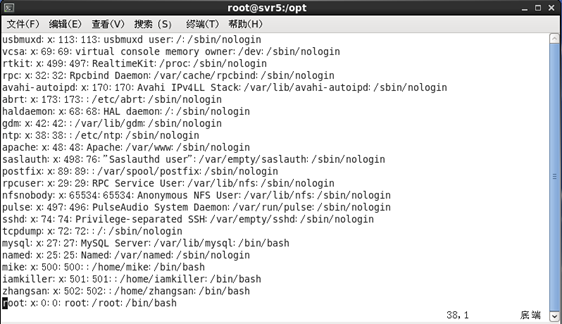 root@svr5:/opt
文件(F) 编辑(E) 查看(V) 搜索 (S) 终端(T) 帮助(H)
usbmuxd:x:113:113:usbmuxd user:/:/sbin/nologin
vcsa:x:69:69:virtual console memory owner:/dev:/sbin/nologin
rtkit:x:499:497:RealtimeKit:/proc:/sbin/nologin
rpc:x:32:32:Rpcbind Daemon:/var/cache/rpcbind:/sbin/nologin
avahi-autoipd:x:170:170:Avahi IPv4LL Stack:/var/lib/avahi-autoipd:/sbin/nologin
abrt:x:173:173::/etc/abrt:/sbin/nologin
haldaemon:x:68:68:HAL daemon:/:/sbin/nologin
gdm:x:42:42::/var/lib/gdm:/sbin/nologin
ntp:x:38:38::/etc/ntp:/sbin/nologin
apache:x:48:48:Apache:/var/www:/sbin/nologin
saslauth:x:498:76:"Saslauthd user":/var/empty/saslauth:/sbin/nologin
postfix:x:89:89::/var/spool/postfix:/sbin/nologin
rpcuser:x:29:29:RPC Service User:/var/lib/nfs:/sbin/nologin
nfsnobody:x:65534:65534:Anonymous NFS User:/var/lib/nfs:/sbin/nologin
pulse:x:497:496:PulseAudio System Daemon:/var/run/pulse:/sbin/nologin
sshd:x:74:74:Privilege-separated SSH:/var/empty/sshd:/sbin/nologin
tcpdump:x:72:72::/:/sbin/nologin
mysql:x:27:27:MySQL Server:/var/lib/mysql:/bin/bash
named:x:25:25:Named:/var/named:/sbin/nologin
mike:x:500:500::/home/mike:/bin/bash
iamkiller:x:501:501::/home/iamkiller:/bin/bash
zhangsan:x:502:502::/home/zhangsan:/bin/bash
root:x:0:0:root:/root:/bin/bash
38,1 底端